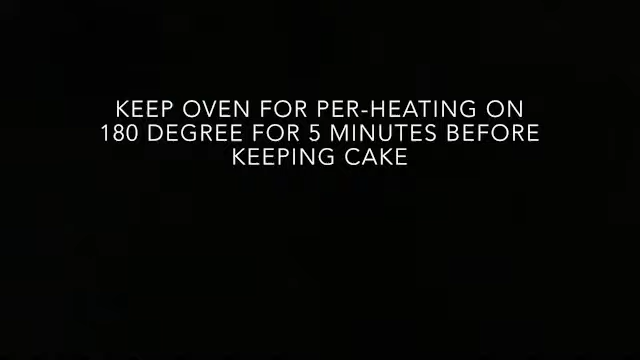 KEEP OVEN FOR PER-HEATING ON
180 DEGREE FOR 5 MINUTES BEFORE
KEEPING CAKE